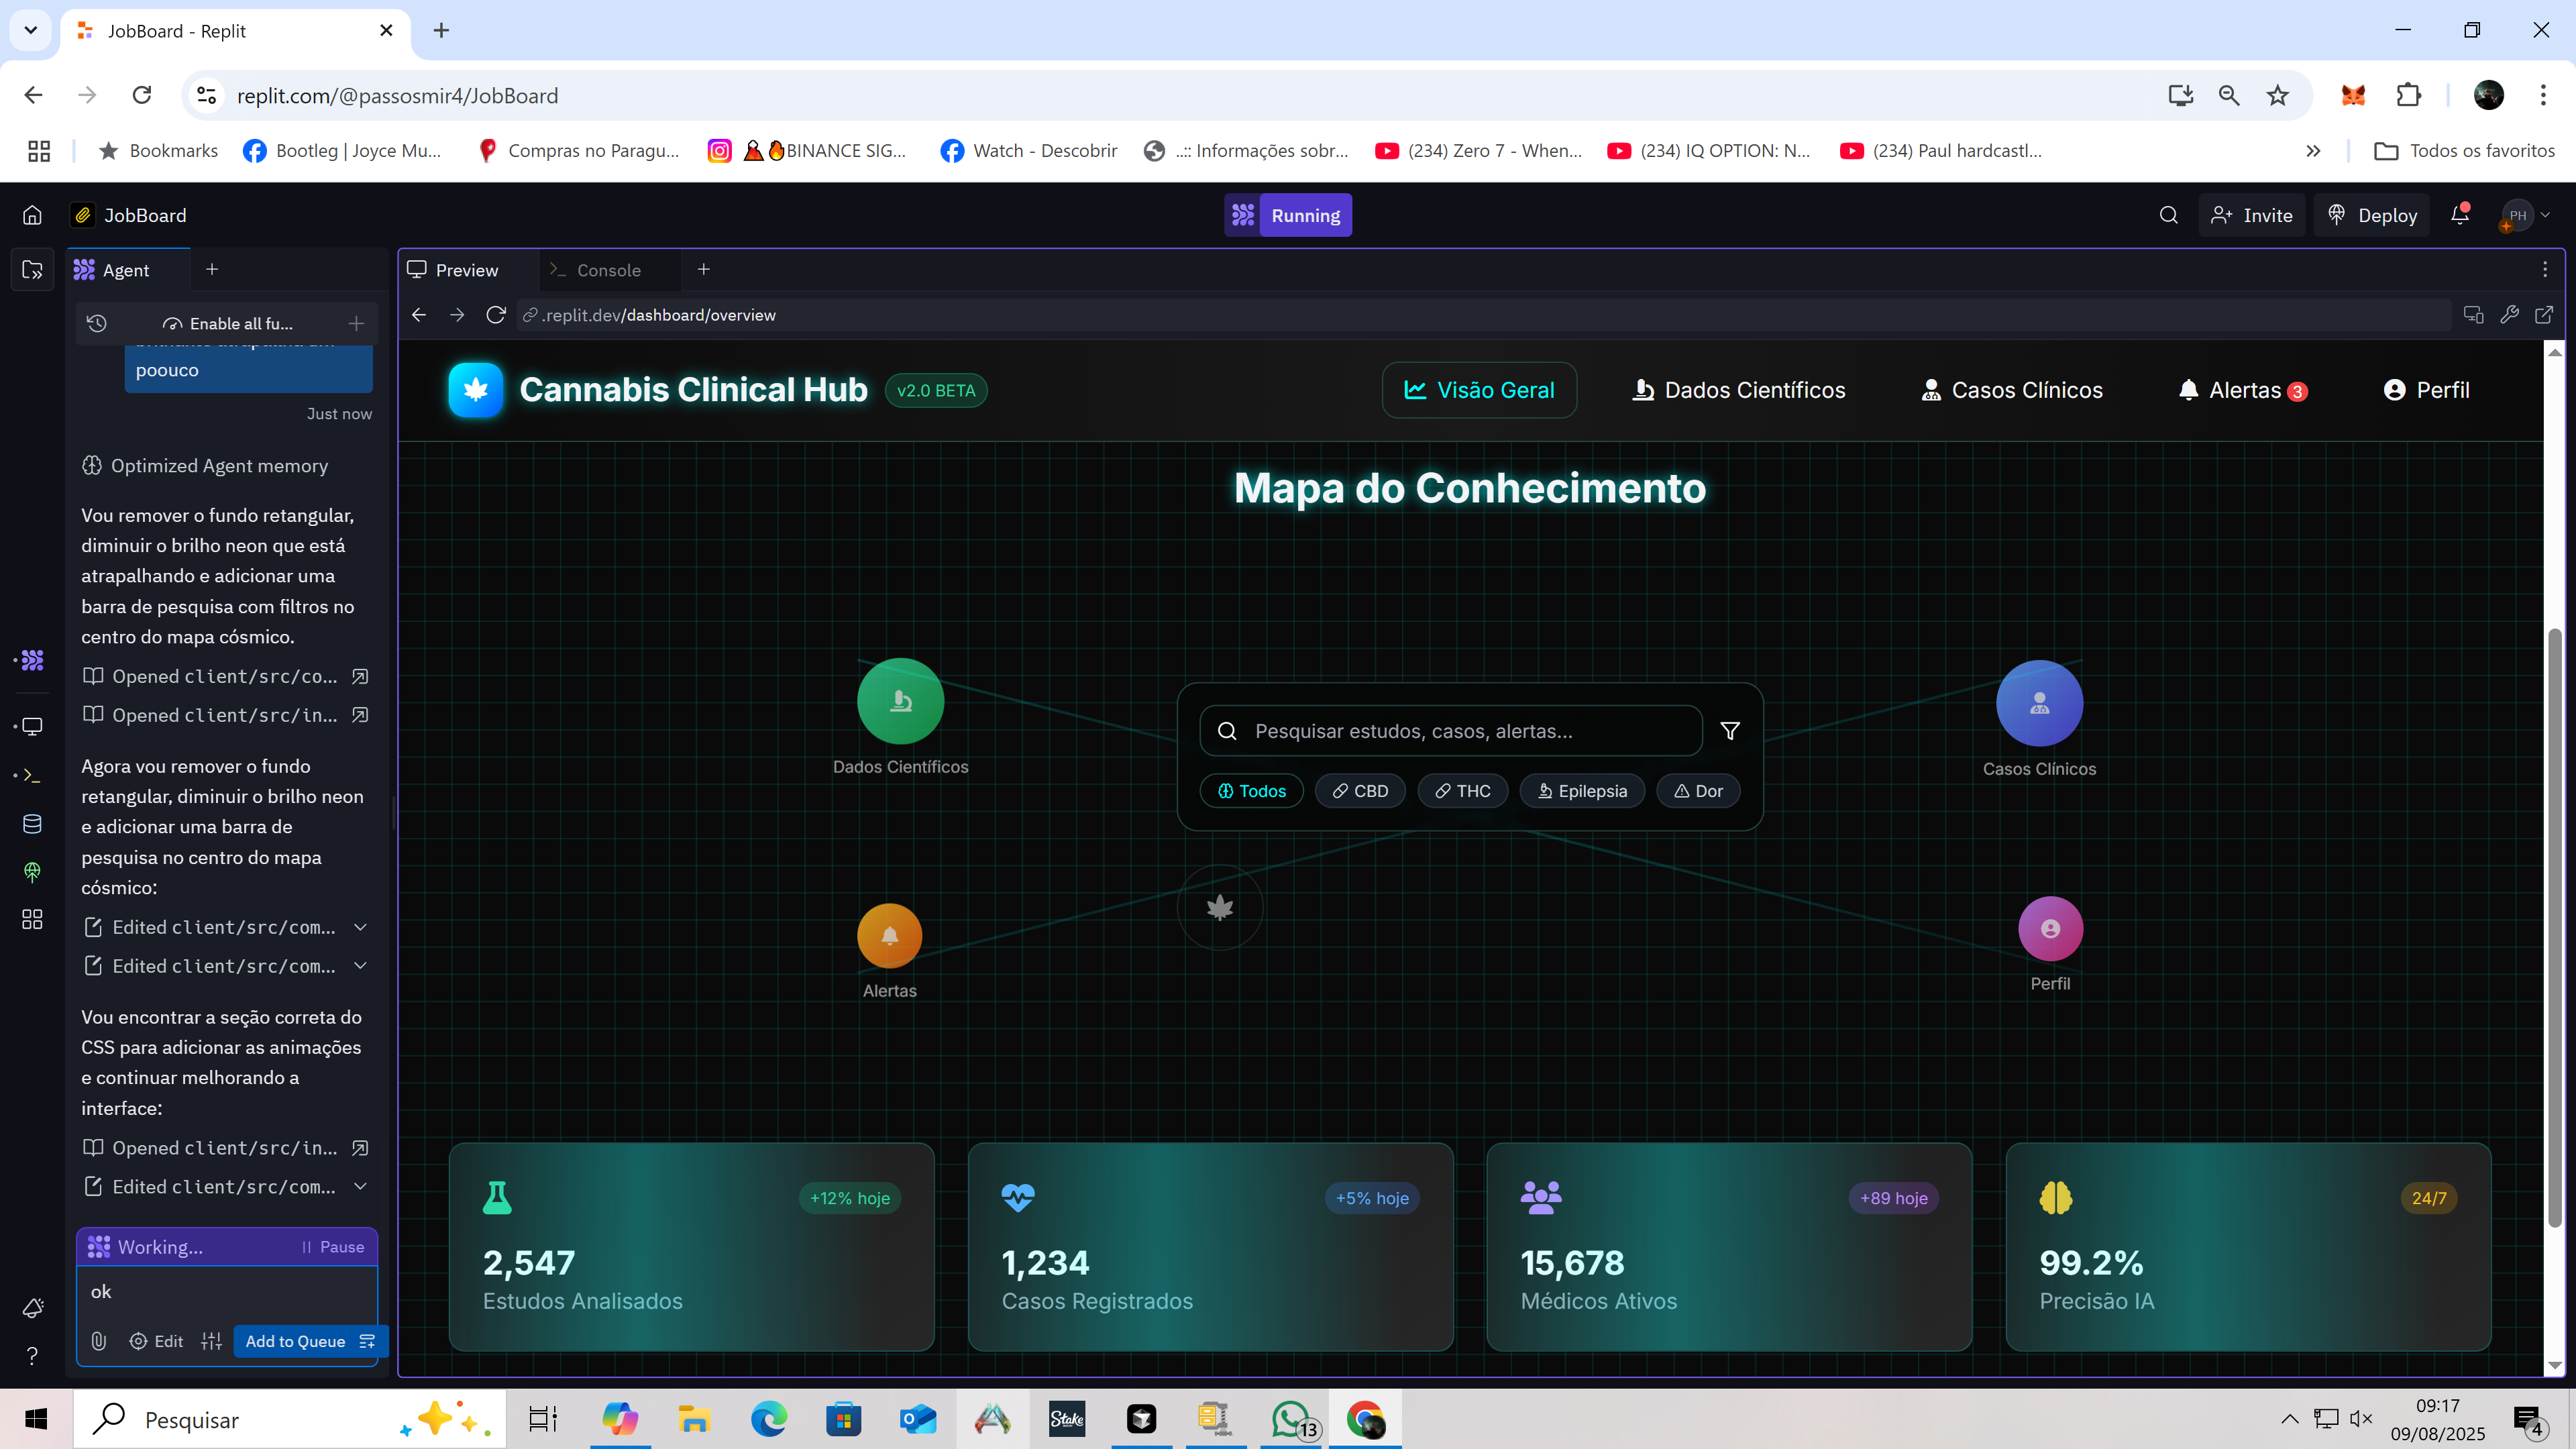 JobBoard - Replit
replit.com/@passosmir4/JobBoard
Bookmarks
Bootleg | Joyce Mu...
Compras no Paragu...
BINANCE SIG...
Watch - Descobrir
..:: Informações sobr...
(234) Zero 7 - When...
(234) IQ OPTION: N...
(234) Paul hardcastl...
Todos os favoritos
JobBoard
Running
Invite
Deploy
PH
Agent
Preview
Console
Enable all fu...
.replit.dev/dashboard/overview
poouco
Just now
Optimized Agent memory
Vou remover o fundo retangular,
diminuir o brilho neon que está
atrapalhando e adicionar uma
barra de pesquisa com filtros no
centro do mapa cósmico.
Opened client/src/co...
Opened client/src/in...
Agora vou remover o fundo
retangular, diminuir o brilho neon
e adicionar uma barra de
pesquisa no centro do mapa
cósmico:
Edited client/src/com...
Edited client/src/com...
Vou encontrar a seção correta do
CSS para adicionar as animações
e continuar melhorando a
interface:
Opened client/src/in...
Edited client/src/com...
Working...
Pause
ok
Edit
Add to Queue
Cannabis Clinical Hub
v2.0 BETA
Visão Geral
Dados Científicos
Casos Clínicos
Alertas 3
Perfil
Mapa do Conhecimento
Dados Científicos
Pesquisar estudos, casos, alertas...
Todos
CBD
THC
Epilepsia
Dor
Casos Clínicos
Alertas
Perfil
+12% hoje
2,547
Estudos Analisados
+5% hoje
1,234
Casos Registrados
+89 hoje
15,678
Médicos Ativos
24/7
99.2%
Precisão IA
Pesquisar
Stake
13
09:17
09/08/2025
4